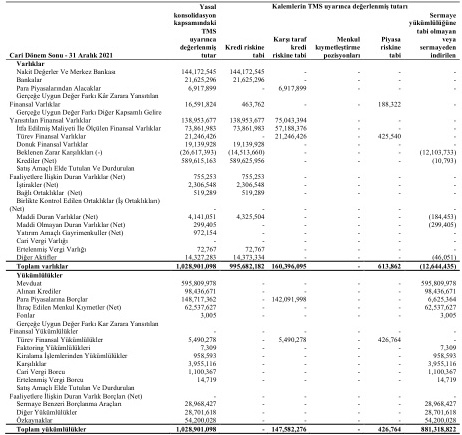 Kalemlerin TMS uyarınca değerlenmiş tutarı
Yasal konsolidasyon kapsamındaki TMS uyarınca değerlenmiş tutar
Kredi riskine tabi
Karşı taraf kredi riskine tabi
Menkul kıymetleştirme pozisyonları
Piyasa riskine tabi
Sermaye yükümlülüğüne tabi olmayan veya sermayeden indirilen
Cari Dönem Sonu - 31 Aralık 2021
Varlıklar
Nakit Değerler Ve Merkez Bankası 144,172,545 144,172,545 - - - -
Bankalar 21,625,296 21,625,296 - - - -
Para Piyasalarından Alacaklar 6,917,899 - 6,917,899 - - -
Gerçeğe Uygun Değer Farkı Kâr Zarara Yansıtılan
Finansal Varlıklar 16,591,824 463,762 - - 188,322 -
Gerçeğe Uygun Değer Farkı Diğer Kapsamlı Gelire
Yansıtılan Finansal Varlıklar 138,953,677 138,953,677 75,043,394 - - -
İtfa Edilmiş Maliyeti İle Ölçülen Finansal Varlıklar 73,861,983 73,861,983 57,188,376 - - -
Türev Finansal Varlıklar 21,246,426 - 21,246,426 - 425,540 -
Donuk Finansal Varlıklar 19,139,928 19,139,928 - - - -
Beklenen Zarar Karşılıkları (-) (26,617,393) (14,513,660) - - - (12,103,733)
Krediler (Net) 589,615,163 589,625,956 - - - (10,793)
Satış Amaçlı Elde Tutulan Ve Durdurulan
Faaliyetlere İlişkin Duran Varlıklar (Net) 755,253 755,253 - - - -
İştirakler (Net) 2,306,548 2,306,548 - - - -
Bağlı Ortaklıklar (Net) 519,289 519,289 - - - -
Birlikte Kontrol Edilen Ortaklıklar (İş Ortaklıkları)
(Net) - - - - - -
Maddi Duran Varlıklar (Net) 4,141,051 4,325,504 - - - (184,453)
Maddi Olmayan Duran Varlıklar (Net) 299,405 - - - - (299,405)
Yatırım Amaçlı Gayrimenkuller (Net) 972,154 - - - - -
Cari Vergi Varlığı - - - - - -
Ertelenmiş Vergi Varlığı 72,767 72,767 - - - -
Diğer Aktifler 14,327,283 14,373,334 - - - (46,051)
Toplam varlıklar 1,028,901,098 995,682,182 160,396,095 - 613,862 (12,644,435)
Yükümlülükler
Mevduat 595,809,978 - - - - 595,809,978
Alınan Krediler 98,436,671 - - - - 98,436,671
Para Piyasalarına Borçlar 148,717,362 - 142,091,998 - - 6,625,364
İhraç Edilen Menkul Kıymetler (Net) 62,537,627 - - - - 62,537,627
Fonlar 3,005 - - - - 3,005
Gerçeğe Uygun Değer Farkı Kar Zarara Yansıtılan
Finansal Yükümlülükler - - - - - -
Türev Finansal Yükümlülükler 5,490,278 - 5,490,278 - 426,764 -
Faktoring Yükümlülükleri 7,309 - - - - 7,309
Kiralama İşlemlerinden Yükümlülükler 958,593 - - - - 958,593
Karşılıklar 3,955,116 - - - - 3,955,116
Cari Vergi Borcu 1,100,367 - - - - 1,100,367
Ertelenmiş Vergi Borcu 14,719 - - - - 14,719
Satış Amaçlı Elde Tutulan Ve Durdurulan
Faaliyetlere İlişkin Duran Varlık Borçları (Net) - - - - - -
Sermaye Benzeri Borçlanma Araçları 28,968,427 - - - - 28,968,427
Diğer Yükümlülükler 28,701,618 - - - - 28,701,618
Özkaynaklar 54,200,028 - - - - 54,200,028
Toplam yükümlülükler 1,028,901,098 - 147,582,276 - 426,764 881,318,822